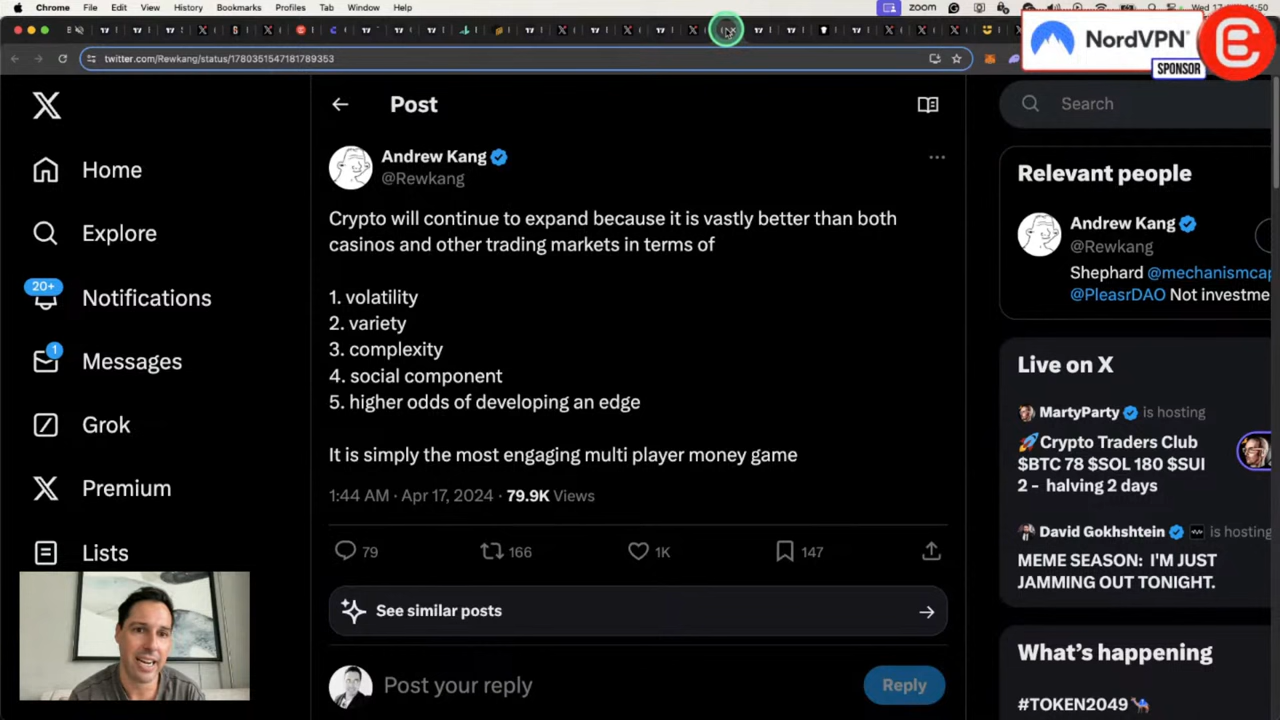 Chrome File Edit View History Bookmarks Profiles Tab Window Help
zoom
NordVPN®
SPONSOR
twitter.com/Rewkang/status/1780351547181789353
Post
Search
Home
Explore
20+
Notifications
1
Messages
Grok
Premium
Lists
Andrew Kang
@Rewkang
Crypto will continue to expand because it is vastly better than both
casinos and other trading markets in terms of
1. volatility
2. variety
3. complexity
4. social component
5. higher odds of developing an edge
It is simply the most engaging multi player money game
1:44 AM · Apr 17, 2024 · 79.9K Views
79 166 1K 147
See similar posts
Post your reply
Reply
Relevant people
Andrew Kang
@Rewkang
Shephard @mechanismcap
@PleasrDAO Not investme
Live on X
MartyParty is hosting
🚀Crypto Traders Club
$BTC 78 $SOL 180 $SUI
2 - halving 2 days
David Gokhshtein is hosting
MEME SEASON: I'M JUST
JAMMING OUT TONIGHT.
What's happening
#TOKEN2049